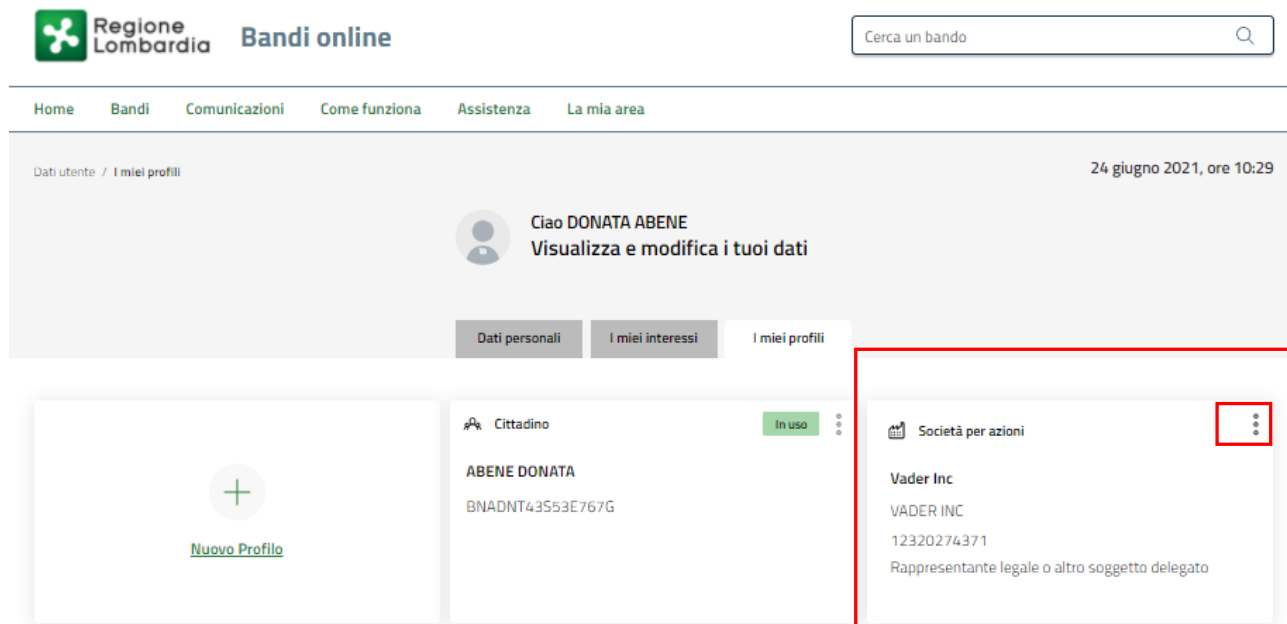 Regione
Lombardia
Bandi online
Cerca un bando
Home Bandi Comunicazioni Come funziona Assistenza La mia area
Dati utente / I miei profili
24 giugno 2021, ore 10:29
Ciao DONATA ABENE
Visualizza e modifica i tuoi dati
Dati personali I miei interessi I miei profili
Nuovo Profilo
Cittadino In uso
ABENE DONATA
BNADNT43S53E767G
Società per azioni
Vader Inc
VADER INC
12320274371
Rappresentante legale o altro soggetto delegato